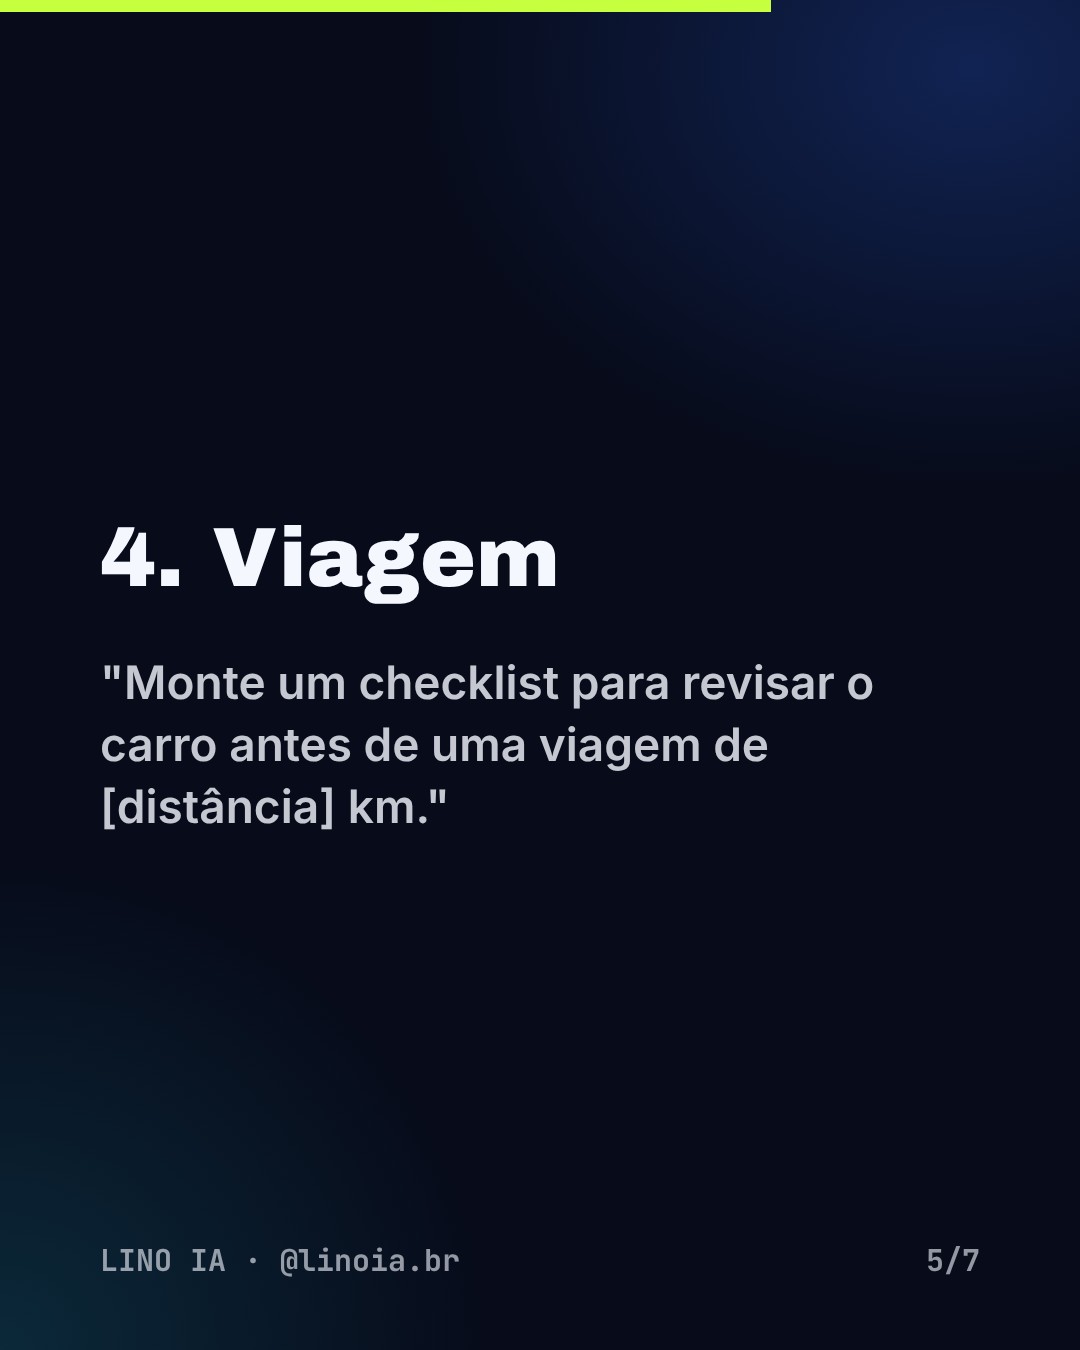 4. Viagem
"Monte um checklist para revisar o
carro antes de uma viagem de
[distância] km."
LINO IA · @linoia.br
5/7